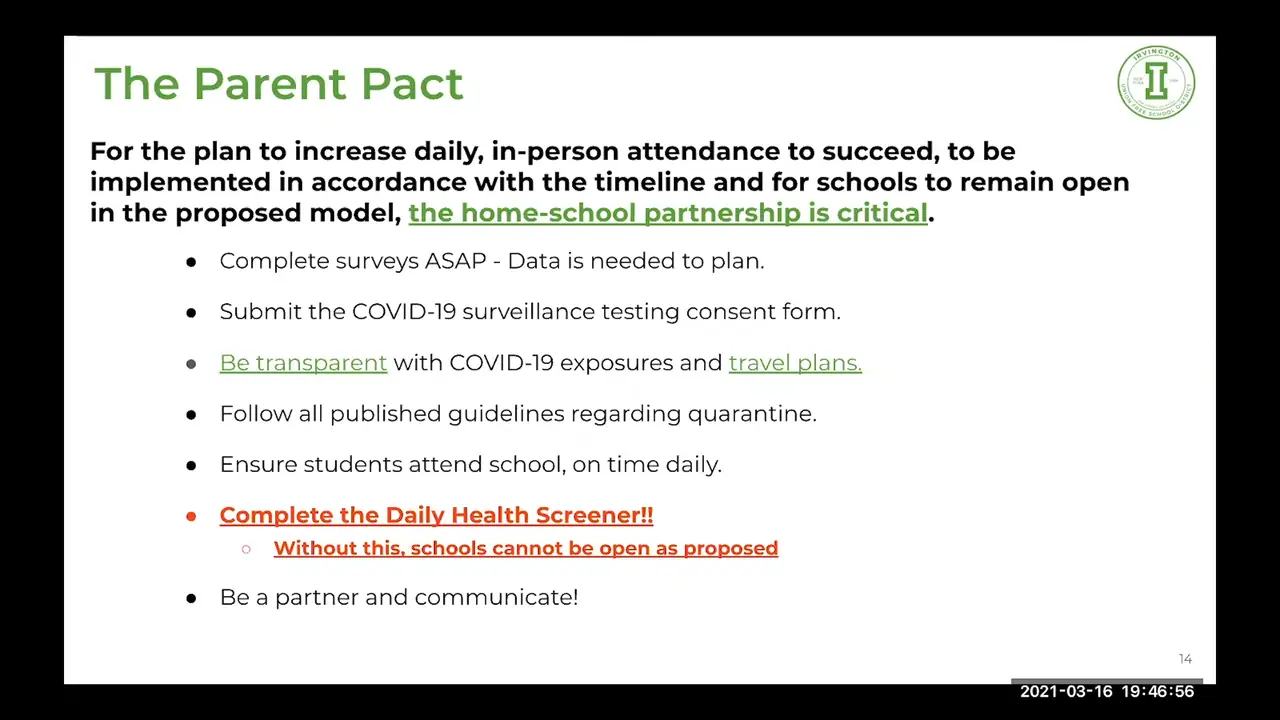 The Parent Pact
IRVINGTON
I
UNION FREE SCHOOL DISTRICT
For the plan to increase daily, in-person attendance to succeed, to be
implemented in accordance with the timeline and for schools to remain open
in the proposed model, the home-school partnership is critical.
● Complete surveys ASAP - Data is needed to plan.
● Submit the COVID-19 surveillance testing consent form.
● Be transparent with COVID-19 exposures and travel plans.
● Follow all published guidelines regarding quarantine.
● Ensure students attend school, on time daily.
● Complete the Daily Health Screener!!
○ Without this, schools cannot be open as proposed
● Be a partner and communicate!
14
2021-03-16 19:46:56